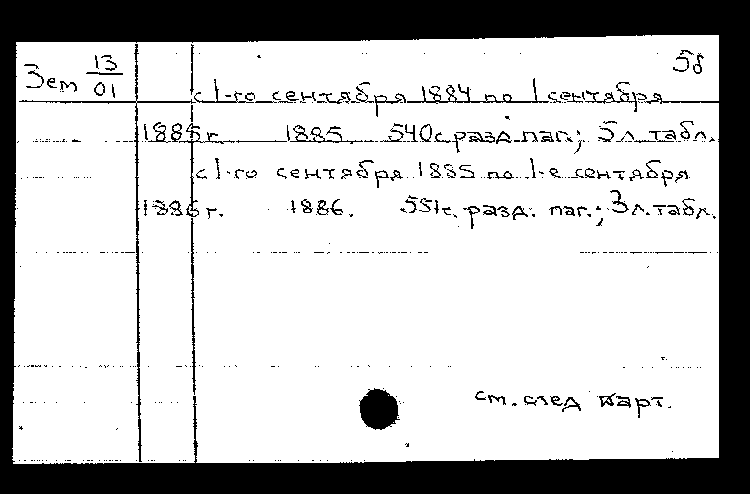 58
Зем 13/01
с 1-го сентября 1884 по 1 сентября
1885 г. 1885. 540 с. разд. паг.; 5 л. табл.
с 1-го сентября 1885 по 1-е сентября
1886 г. 1886. 551 с. разд. паг.; 3 л. табл.
см. след карт.